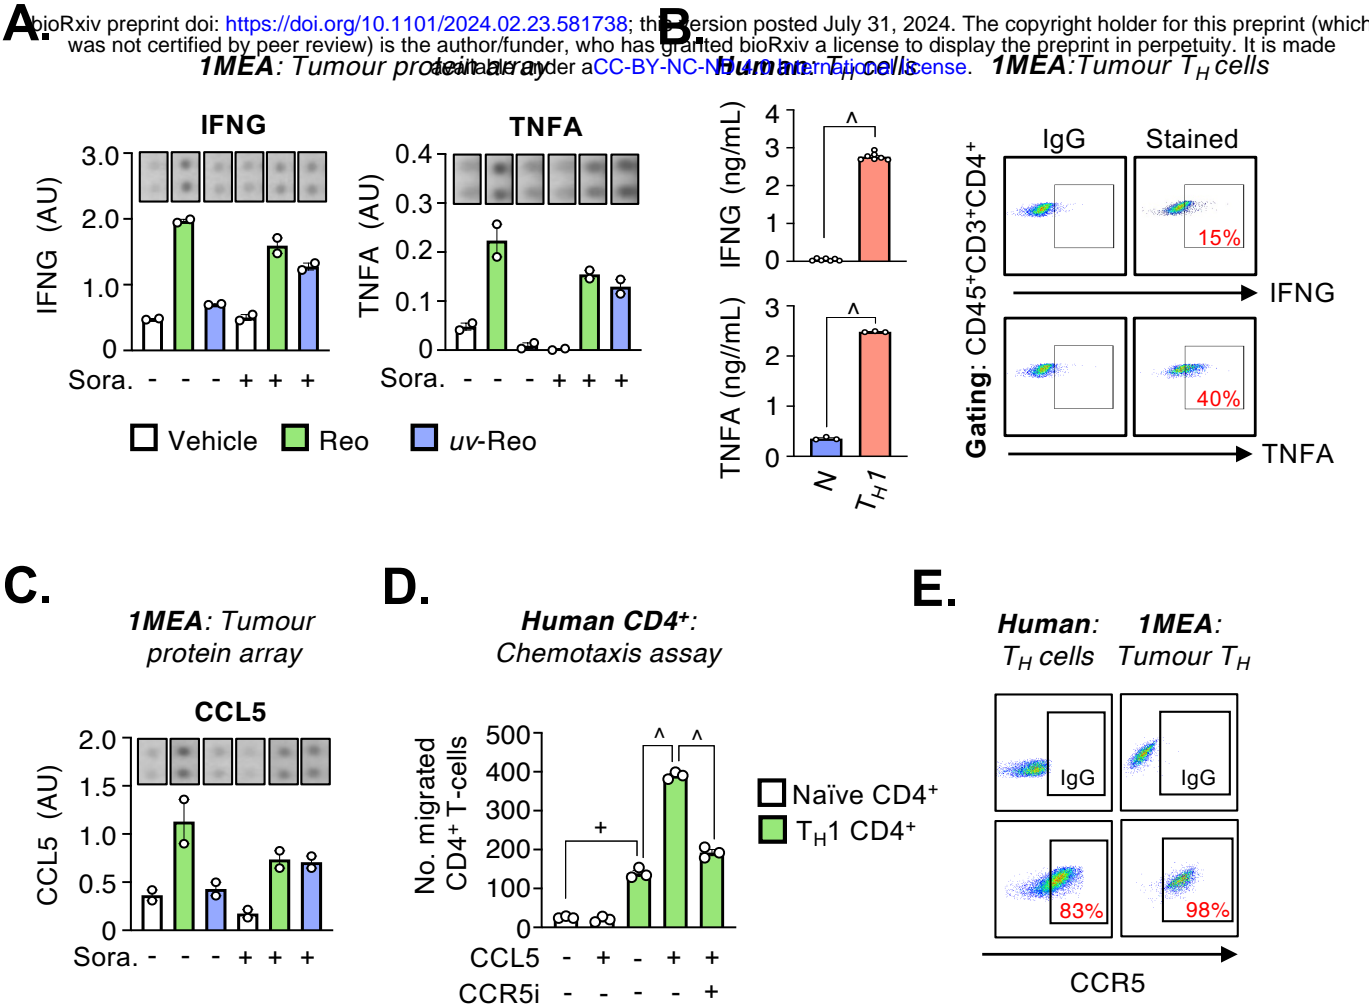 bioRxiv preprint doi: https://doi.org/10.1101/2024.02.23.581738; this version posted July 31, 2024. The copyright holder for this preprint (which
was not certified by peer review) is the author/funder, who has granted bioRxiv a license to display the preprint in perpetuity. It is made
available under aCC-BY-NC-ND 4.0 International license.
A.
1MEA: Tumour protein array
IFNG
3.0
2.0
1.0
0
IFNG (AU)
Sora. - - - + + +
TNFA
0.4
0.3
0.2
0.1
0
TNFA (AU)
Sora. - - - + + +
Vehicle Reo uv-Reo
B.
Human: TH cells
4
3
2
1
0
IFNG (ng/mL)
^
3
2
1
0
TNFA (ng//mL)
^
N TH1
1MEA:Tumour TH cells
IgG Stained
Gating: CD45+CD3+CD4+
15%
IFNG
40%
TNFA
C.
1MEA: Tumour
protein array
CCL5
2.0
1.5
1.0
0.5
0
CCL5 (AU)
Sora. - - - + + +
D.
Human CD4+:
Chemotaxis assay
500
400
300
200
100
0
No. migrated
CD4+ T-cells
+ ^ ^
CCL5 - + - + +
CCR5i - - - - +
Naïve CD4+
TH1 CD4+
E.
Human: 1MEA:
TH cells Tumour TH
IgG IgG
83% 98%
CCR5